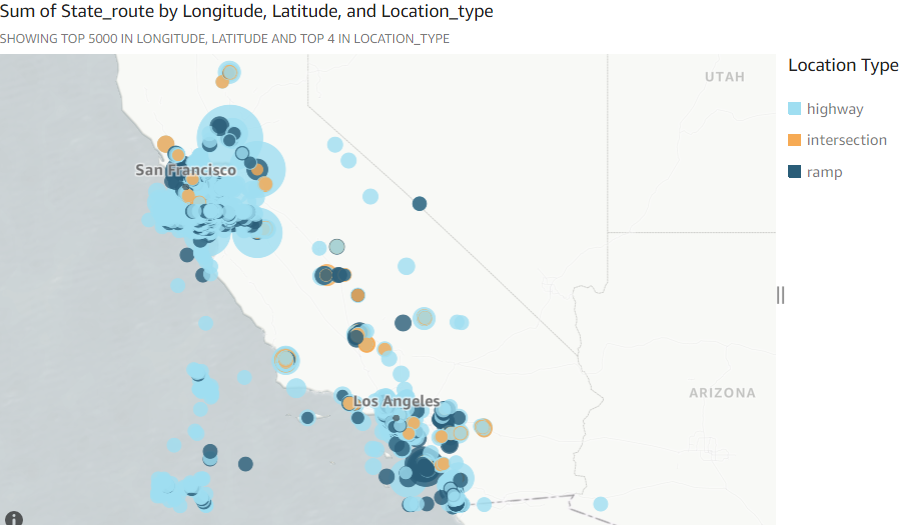 Sum of State_route by Longitude, Latitude, and Location_type
SHOWING TOP 5000 IN LONGITUDE, LATITUDE AND TOP 4 IN LOCATION_TYPE
Location Type
highway
intersection
ramp
UTAH
San Francisco
ARIZONA
Los Angeles
i